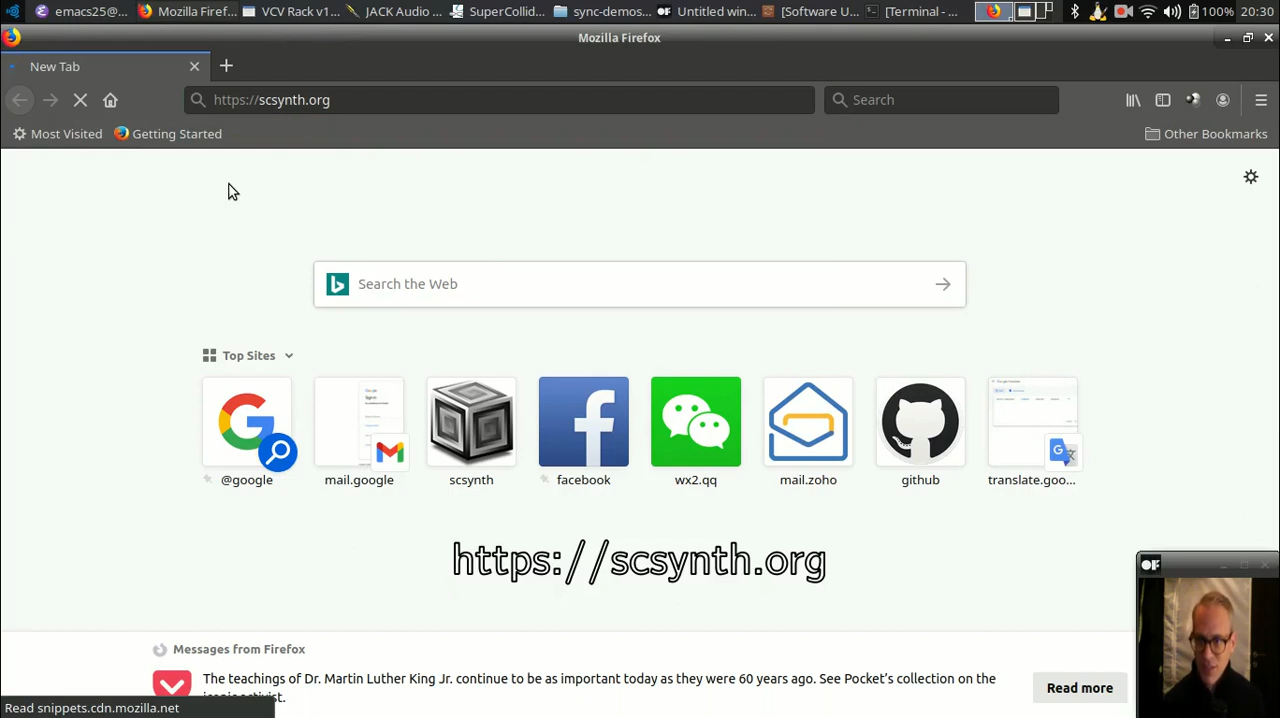 emacs25@... Mozilla Firef... VCV Rack v1... JACK Audio ... SuperCollid... sync-demos... Untitled win... [Software U... [Terminal - ... 100% 20:30
Mozilla Firefox
New Tab
https://scsynth.org Search
Most Visited Getting Started Other Bookmarks
Search the Web
Top Sites
@google mail.google scsynth facebook wx2.qq mail.zoho github translate.goo...
https://scsynth.org
OF
Messages from Firefox
The teachings of Dr. Martin Luther King Jr. continue to be as important today as they were 60 years ago. See Pocket's collection on the
Read more
Read snippets.cdn.mozilla.net